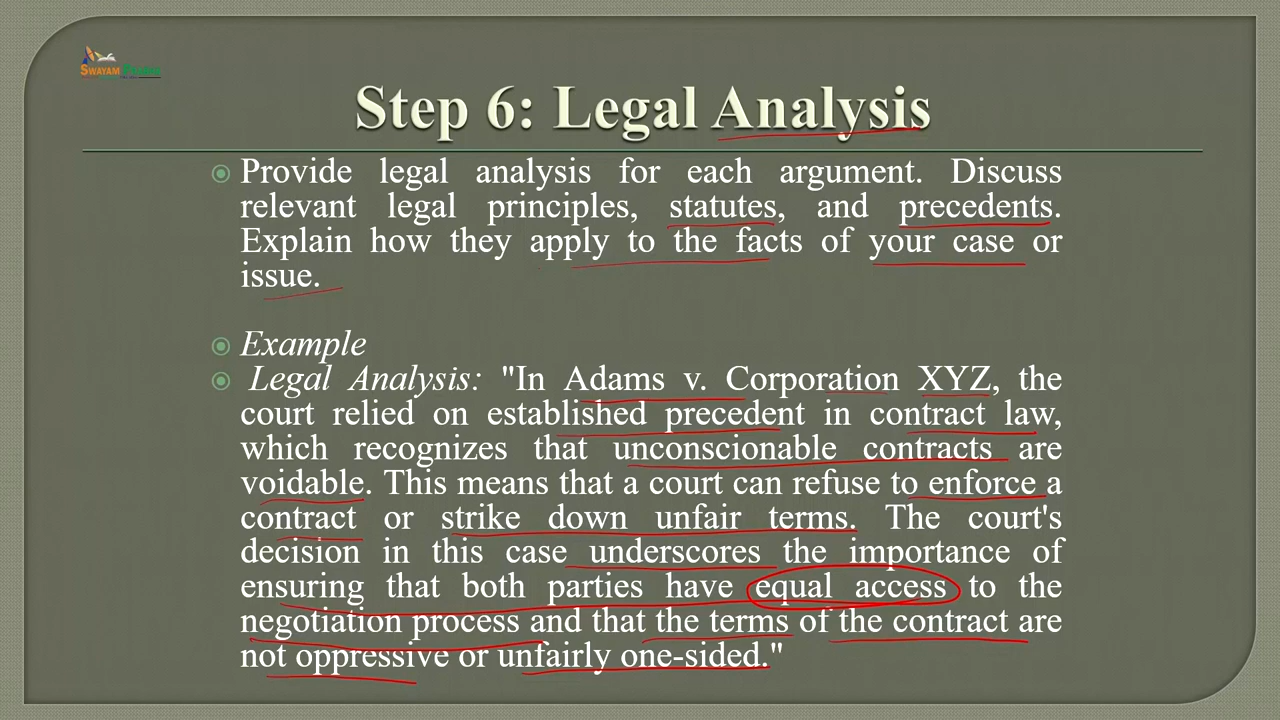 SWAYAM PRABHA
Step 6: Legal Analysis
Provide legal analysis for each argument. Discuss
relevant legal principles, statutes, and precedents.
Explain how they apply to the facts of your case or
issue.
Example
Legal Analysis: "In Adams v. Corporation XYZ, the
court relied on established precedent in contract law,
which recognizes that unconscionable contracts are
voidable. This means that a court can refuse to enforce a
contract or strike down unfair terms. The court's
decision in this case underscores the importance of
ensuring that both parties have equal access to the
negotiation process and that the terms of the contract are
not oppressive or unfairly one-sided."